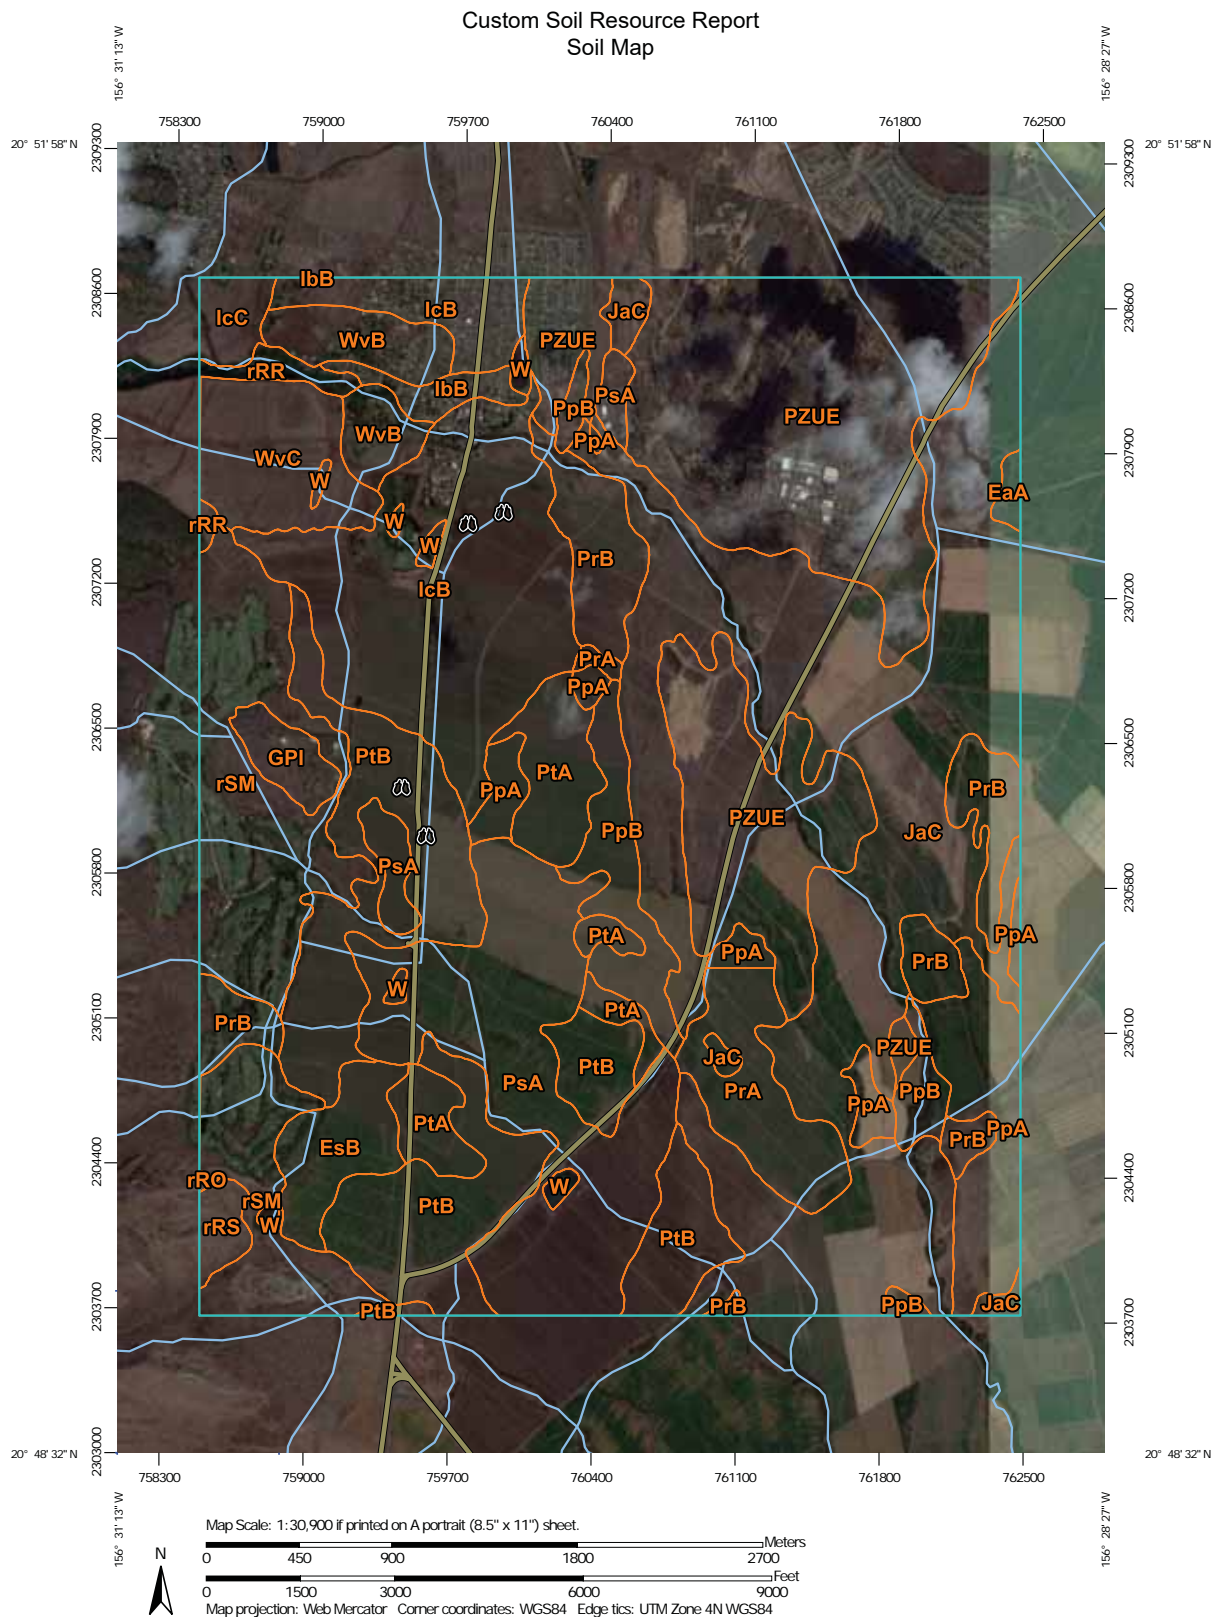 Custom Soil Resource Report
Soil Map
156° 31' 13" W
156° 28' 27" W
758300 759000 759700 760400 761100 761800 762500
20° 51' 58" N
20° 51' 58" N
2309300
2309300
IbB
2308600
2308600
IcC
IcB
JaC
WvB
PZUE
rRR
W
IbB
PsA
PpB
PZUE
2307900
2307900
WvB
PpA
WvC
W
EaA
rRR
W
W
PrB
2307200
2307200
IcB
PrA
PpA
2306500
2306500
GPI
PtB
PtA
rSM
PpA
PrB
PZUE
PpB
JaC
2305800
2305800
PsA
PtA
PpA
PpA
PrB
W
2305100
2305100
PrB
PtA
PZUE
JaC
PtB
PsA
PrA
PpB
PpA
PtA
PpA
EsB
PrB
2304400
2304400
rRO
W
rSM
PtB
rRS
W
PtB
2303700
2303700
PtB
PrB
PpB
JaC
2303000
2303000
20° 48' 32" N
20° 48' 32" N
758300 759000 759700 760400 761100 761800 762500
156° 31' 13" W
156° 28' 27" W
Map Scale: 1:30,900 if printed on A portrait (8.5" x 11") sheet.
Meters
0 450 900 1800 2700
Feet
0 1500 3000 6000 9000
N
Map projection: Web Mercator Corner coordinates: WGS84 Edge tics: UTM Zone 4N WGS84